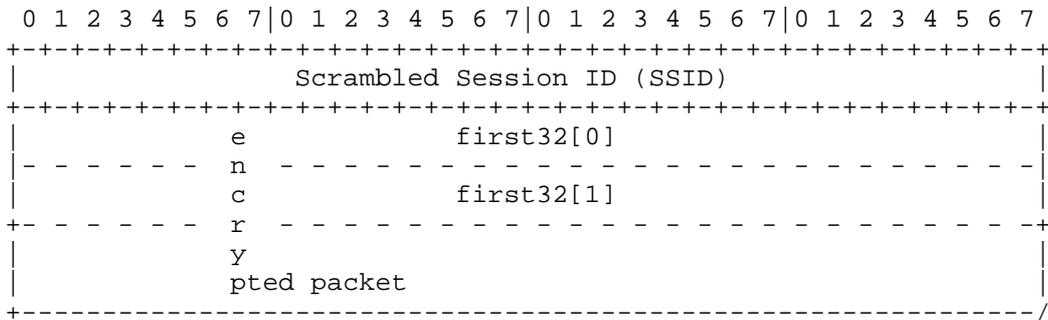 0 1 2 3 4 5 6 7|0 1 2 3 4 5 6 7|0 1 2 3 4 5 6 7|0 1 2 3 4 5 6 7
+-+-+-+-+-+-+-+-+-+-+-+-+-+-+-+-+-+-+-+-+-+-+-+-+-+-+-+-+-+-+-+-+
|                 Scrambled Session ID (SSID)                   |
+-+-+-+-+-+-+-+-+-+-+-+-+-+-+-+-+-+-+-+-+-+-+-+-+-+-+-+-+-+-+-+-+
|             e             first32[0]                          |
|- - - - - -  n  - - - - - - - - - - - - - - - - - - - - - - - -|
|             c             first32[1]                          |
+- - - - - -  r  - - - - - - - - - - - - - - - - - - - - - - - -+
|             y                                                 |
|             pted packet                                       |
+---------------------------------------------------------------/